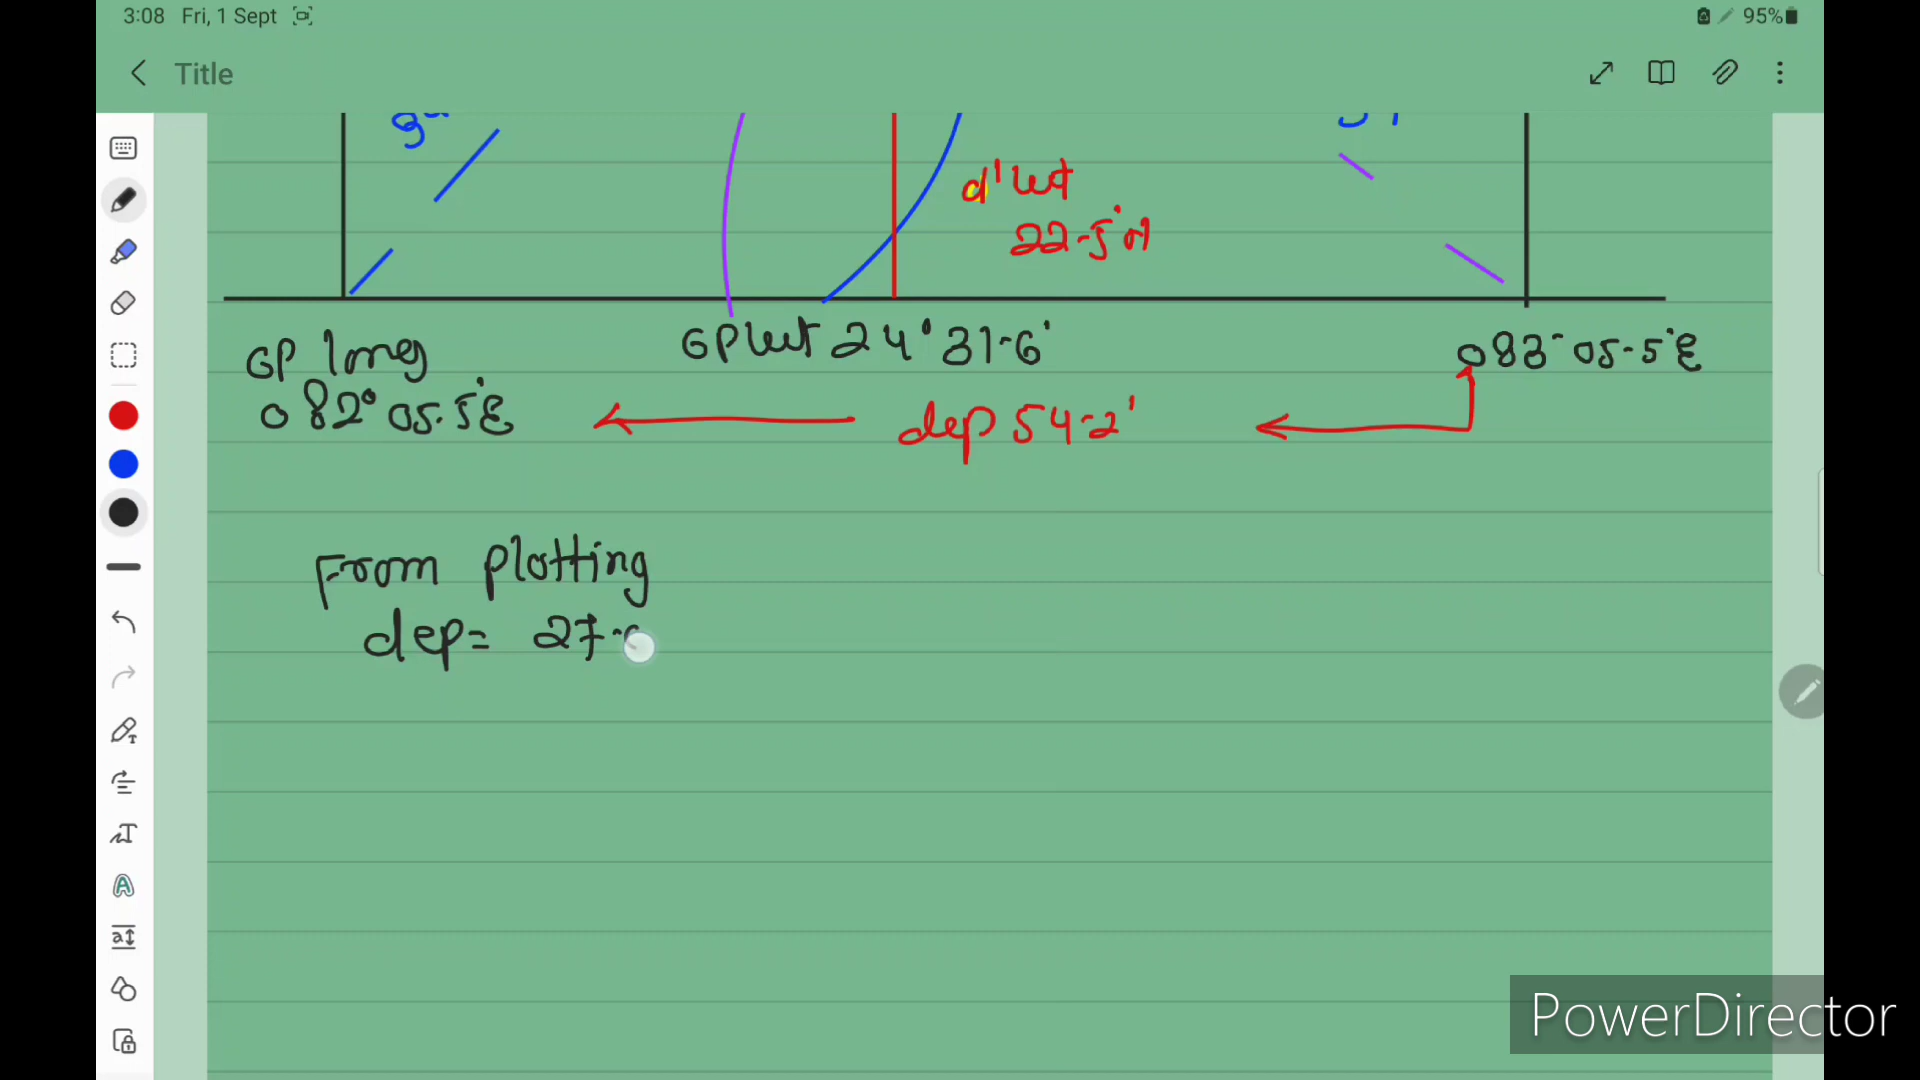 3:08 Fri, 1 Sept 95%
Title
d'lat
22.5'N
GP lat 24° 31.6'
GP long
082° 05.5'E
083° 05.5'E
dep 54.2'
From plotting
dep= 27.
PowerDirector